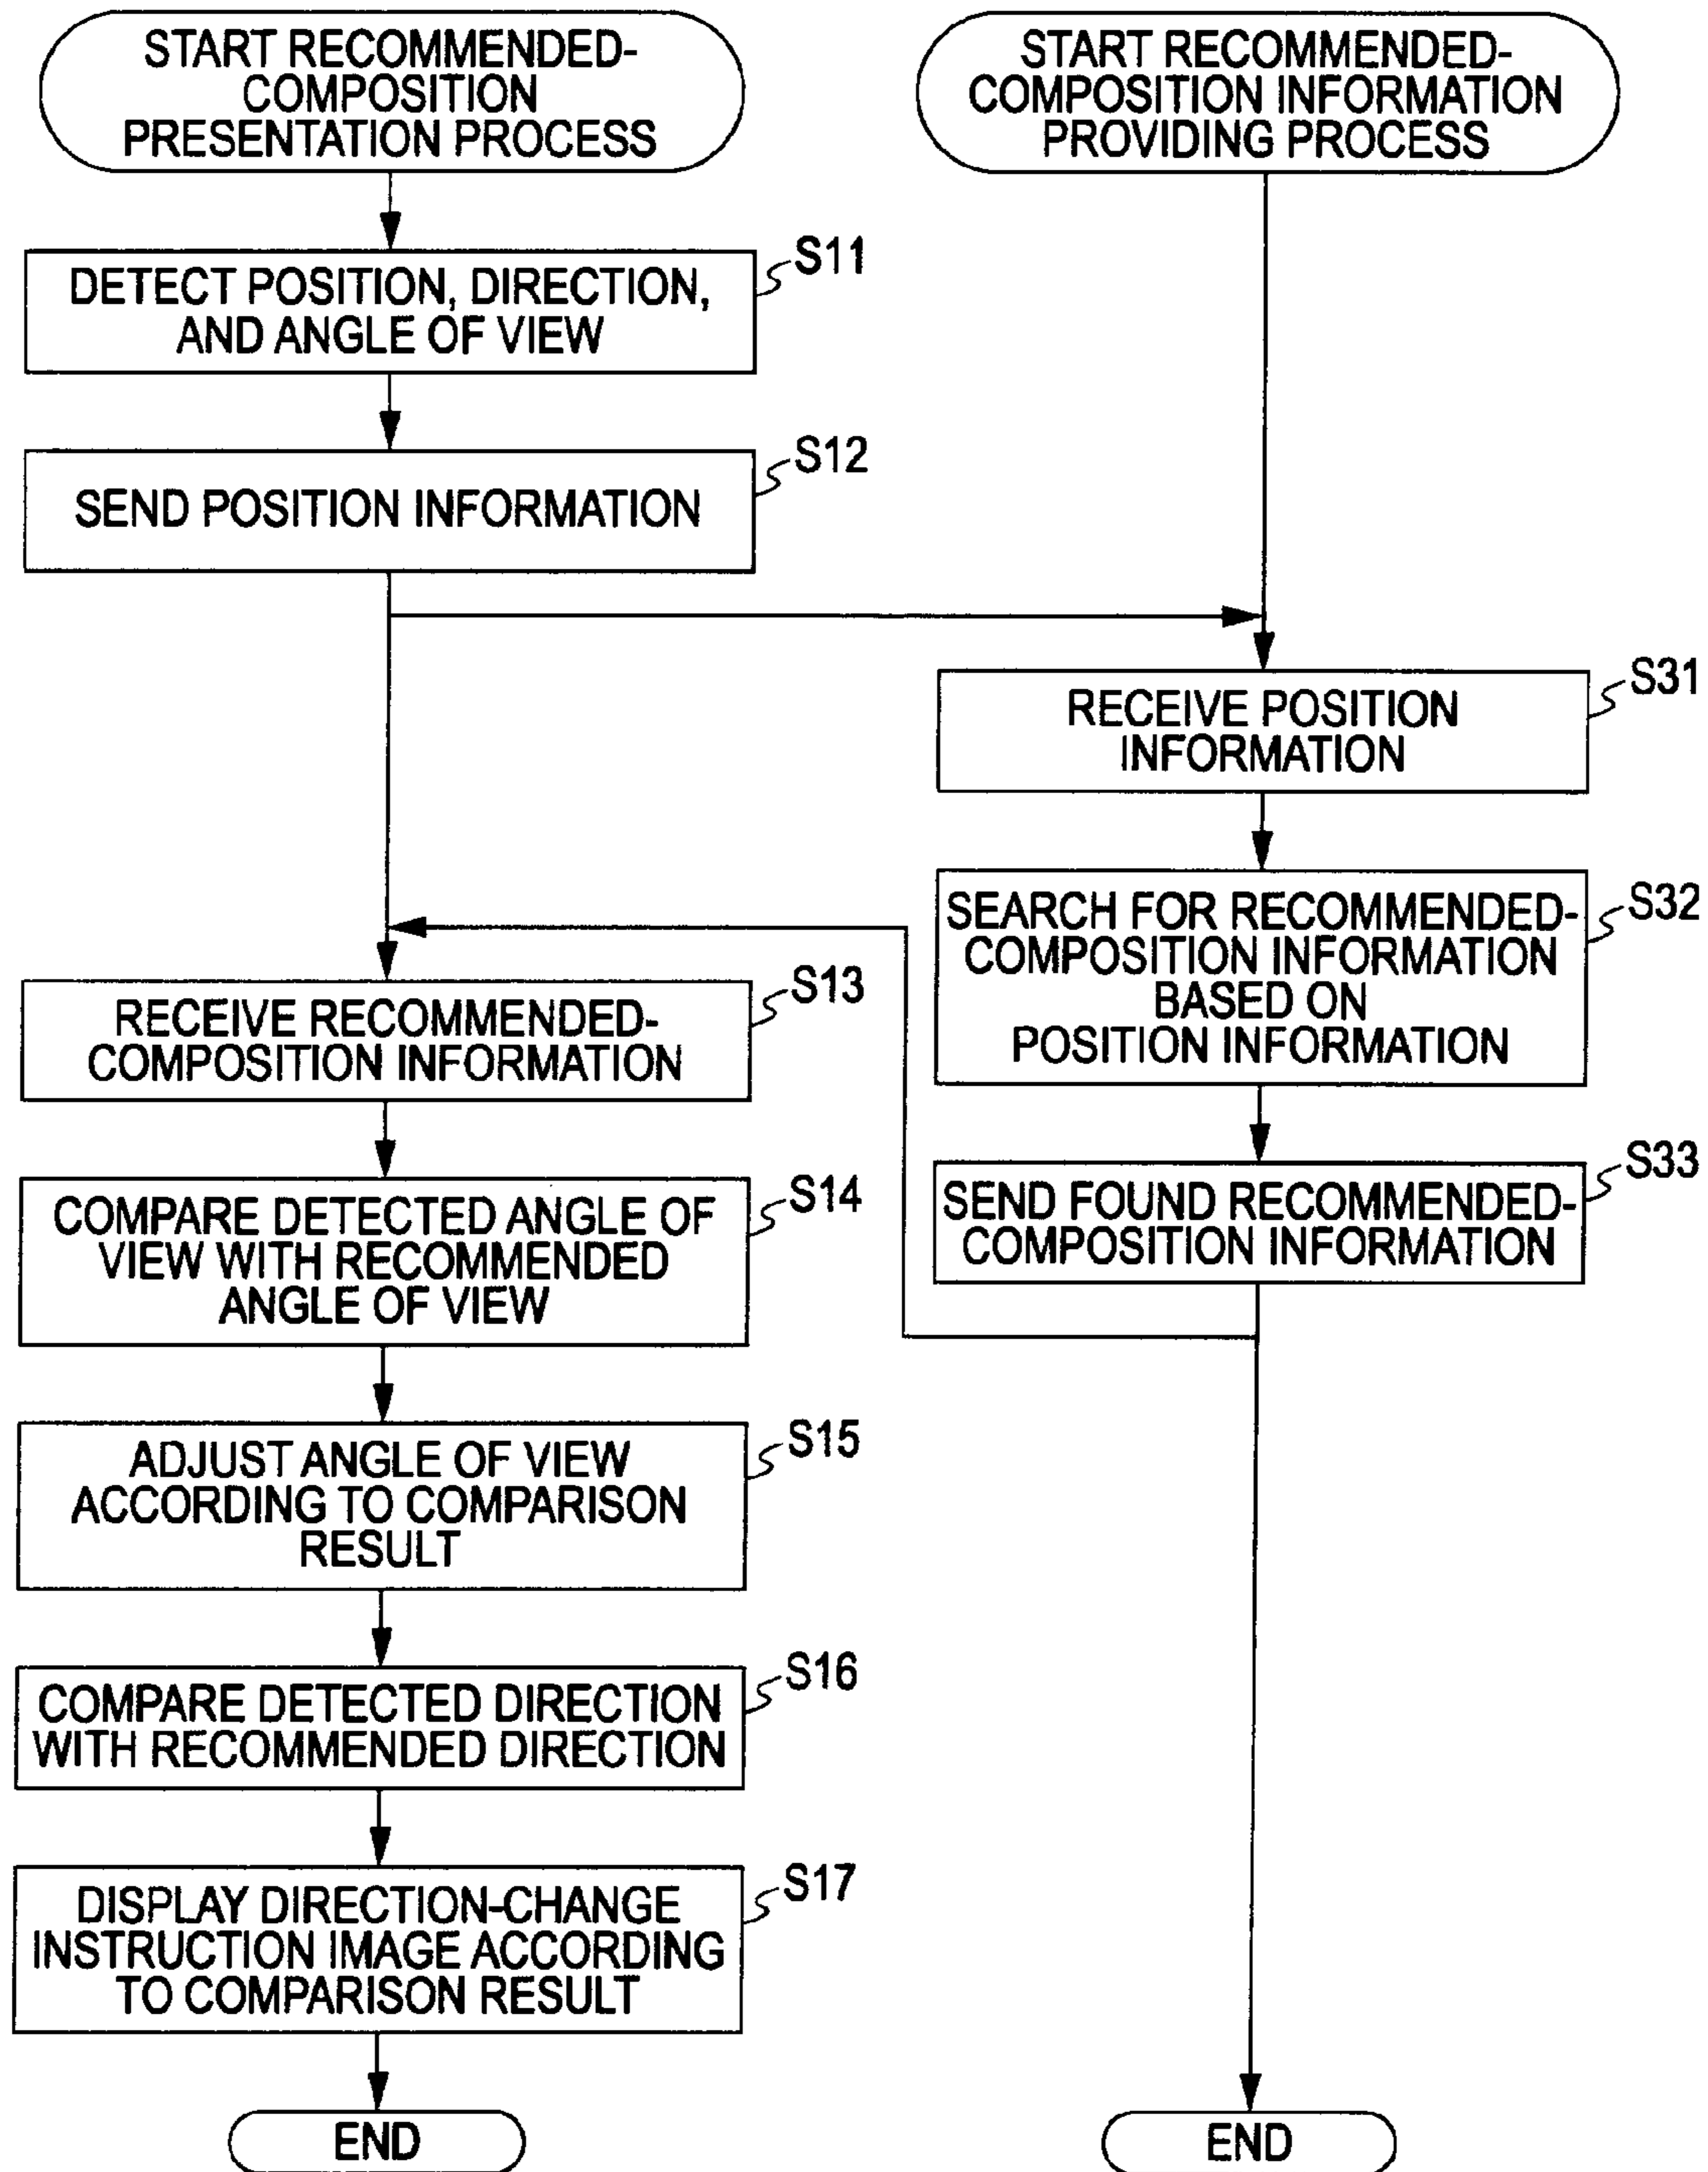 START RECOMMENDED-
COMPOSITION
PRESENTATION PROCESS
S11
DETECT POSITION, DIRECTION,
AND ANGLE OF VIEW
S12
SEND POSITION INFORMATION
S13
RECEIVE RECOMMENDED-
COMPOSITION INFORMATION
S14
COMPARE DETECTED ANGLE OF
VIEW WITH RECOMMENDED
ANGLE OF VIEW
S15
ADJUST ANGLE OF VIEW
ACCORDING TO COMPARISON
RESULT
S16
COMPARE DETECTED DIRECTION
WITH RECOMMENDED DIRECTION
S17
DISPLAY DIRECTION-CHANGE
INSTRUCTION IMAGE ACCORDING
TO COMPARISON RESULT
END
START RECOMMENDED-
COMPOSITION INFORMATION
PROVIDING PROCESS
S31
RECEIVE POSITION
INFORMATION
S32
SEARCH FOR RECOMMENDED-
COMPOSITION INFORMATION
BASED ON
POSITION INFORMATION
S33
SEND FOUND RECOMMENDED-
COMPOSITION INFORMATION
END